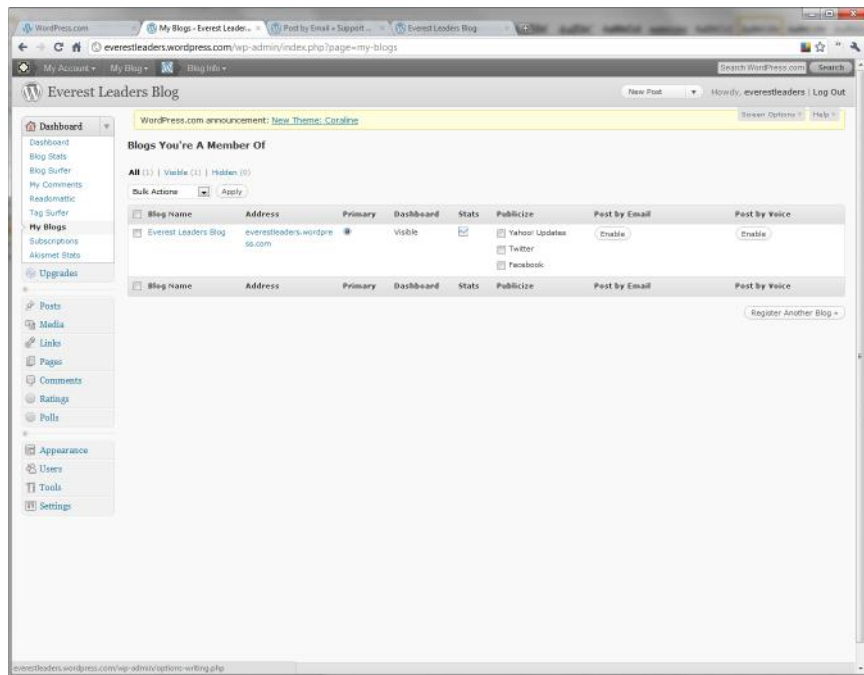 WordPress.com
My Blogs ‹ Everest Leader...
Post by Email « Support ...
Everest Leaders Blog
everestleaders.wordpress.com/wp-admin/index.php?page=my-blogs
My Account
My Blog
Blog Info
Search WordPress.com
Search
Everest Leaders Blog
New Post
Howdy, everestleaders | Log Out
WordPress.com announcement: New Theme: Coraline
Screen Options
Help
Dashboard
Dashboard
Blog Stats
Blog Surfer
My Comments
Readomattic
Tag Surfer
My Blogs
Subscriptions
Akismet Stats
Upgrades
Posts
Media
Links
Pages
Comments
Ratings
Polls
Appearance
Users
Tools
Settings
Blogs You're A Member Of
All (1) | Visible (1) | Hidden (0)
Bulk Actions Apply
Blog Name Address Primary Dashboard Stats Publicize Post by Email Post by Voice
Everest Leaders Blog everestleaders.wordpre Visible Yahoo! Updates Enable Enable
ss.com
Twitter
Facebook
Blog Name Address Primary Dashboard Stats Publicize Post by Email Post by Voice
Register Another Blog »
everestleaders.wordpress.com/wp-admin/options-writing.php